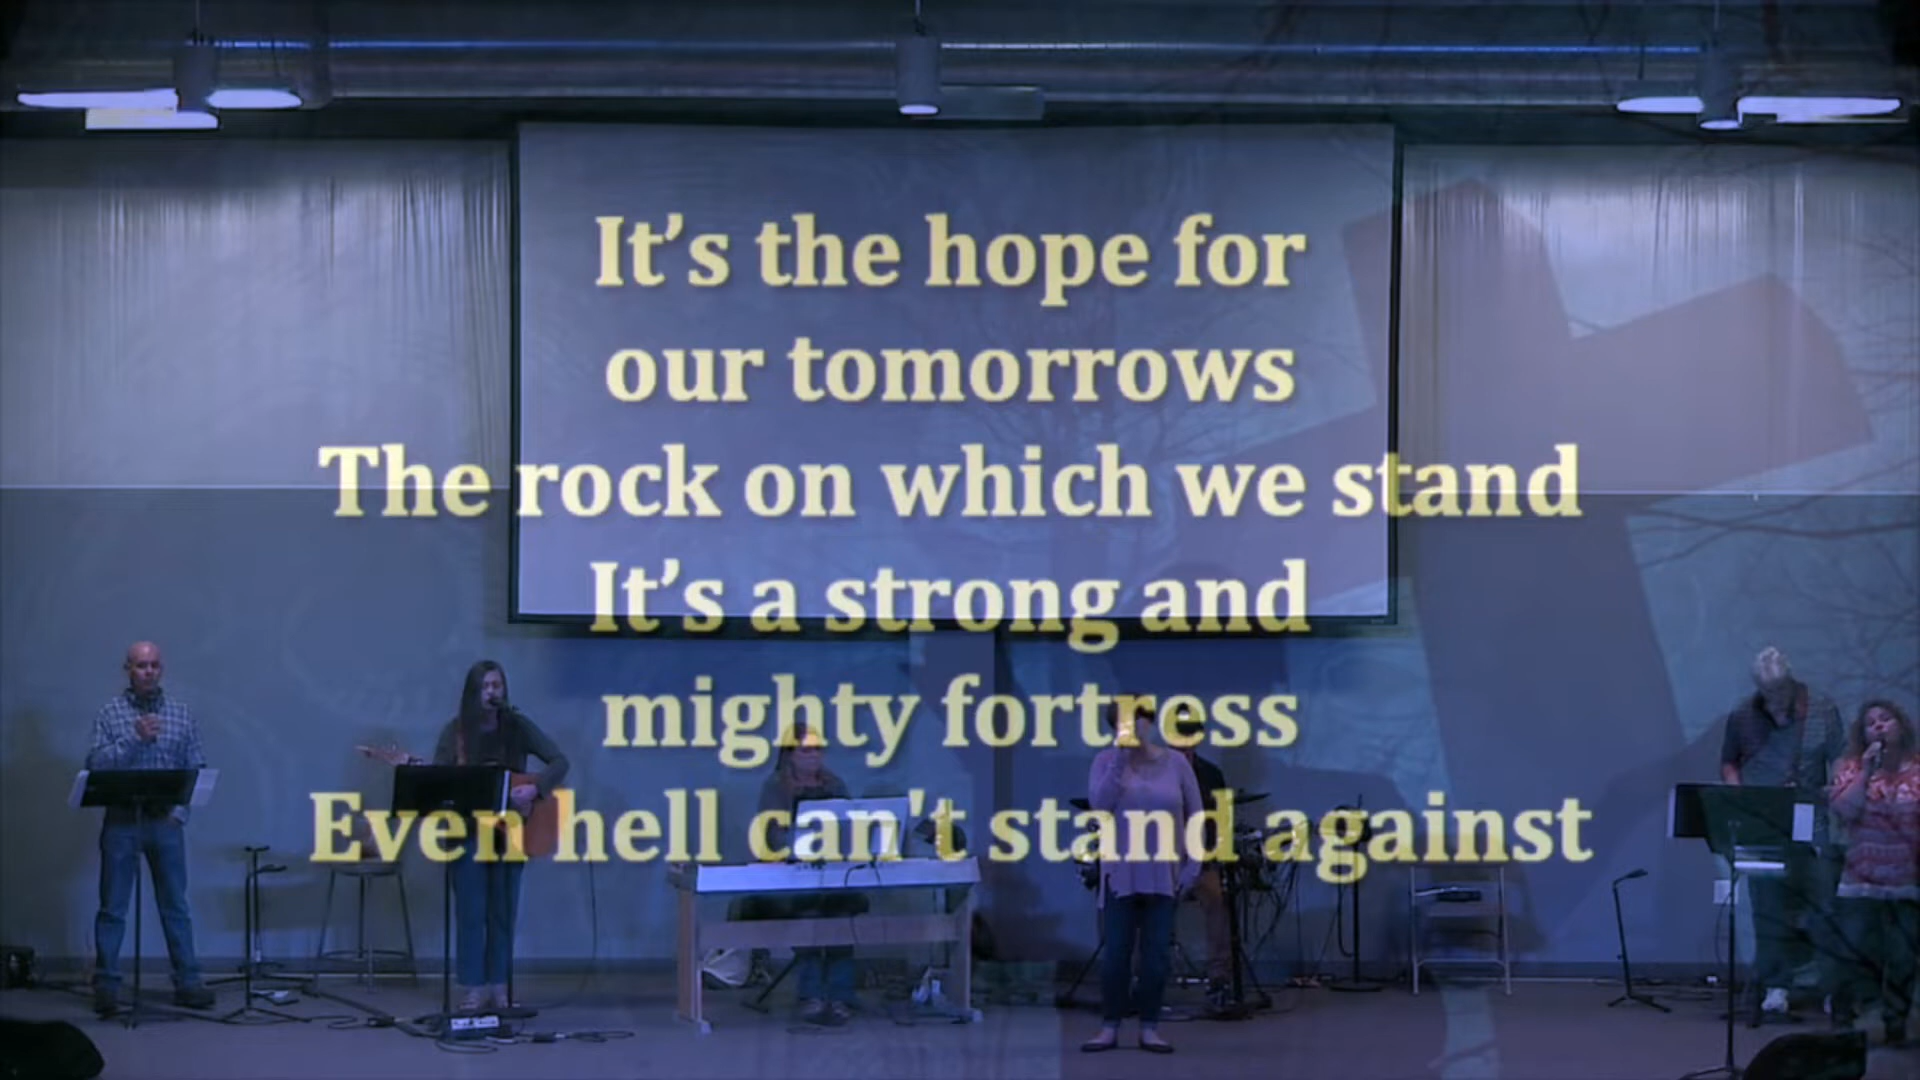 It’s the hope for
our tomorrows
The rock on which we stand
It’s a strong and
mighty fortress
Even hell can't stand against